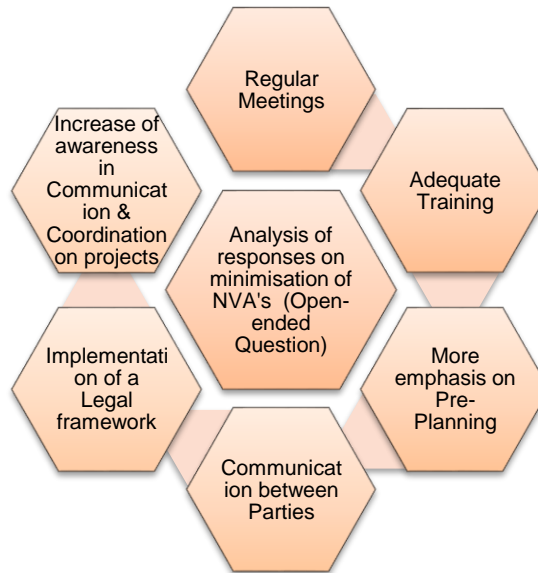 Regular
Meetings
Increase of
awareness
in
Communicat
ion &
Coordination
on projects
Adequate
Training
Analysis of
responses on
minimisation of
NVA's (Open-
ended
Question)
Implementati
on of a
Legal
framework
More
emphasis on
Pre-
Planning
Communicat
ion between
Parties